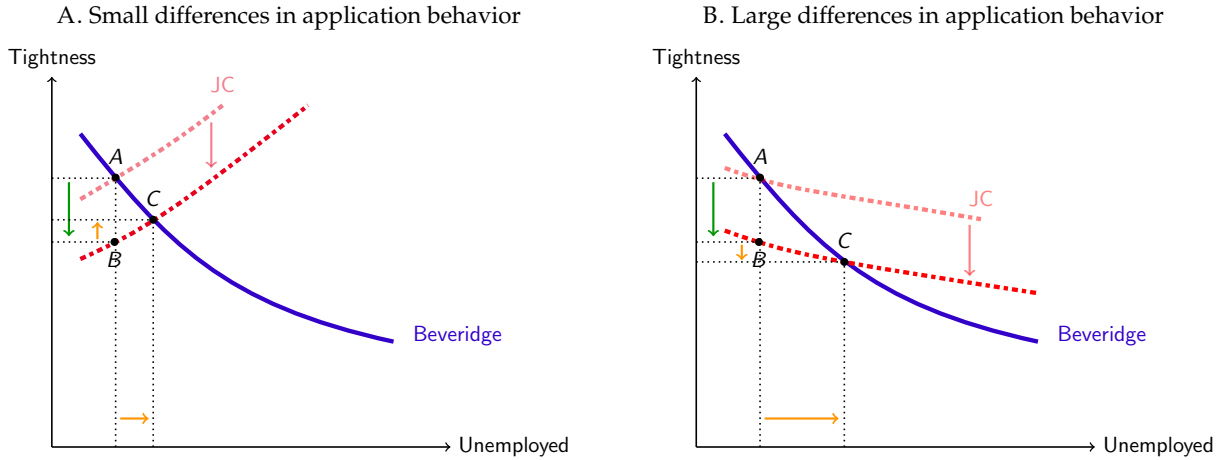 A. Small differences in application behavior
Tightness
JC
A
C
B
Beveridge
Unemployed
B. Large differences in application behavior
Tightness
A
JC
C
B
Beveridge
Unemployed